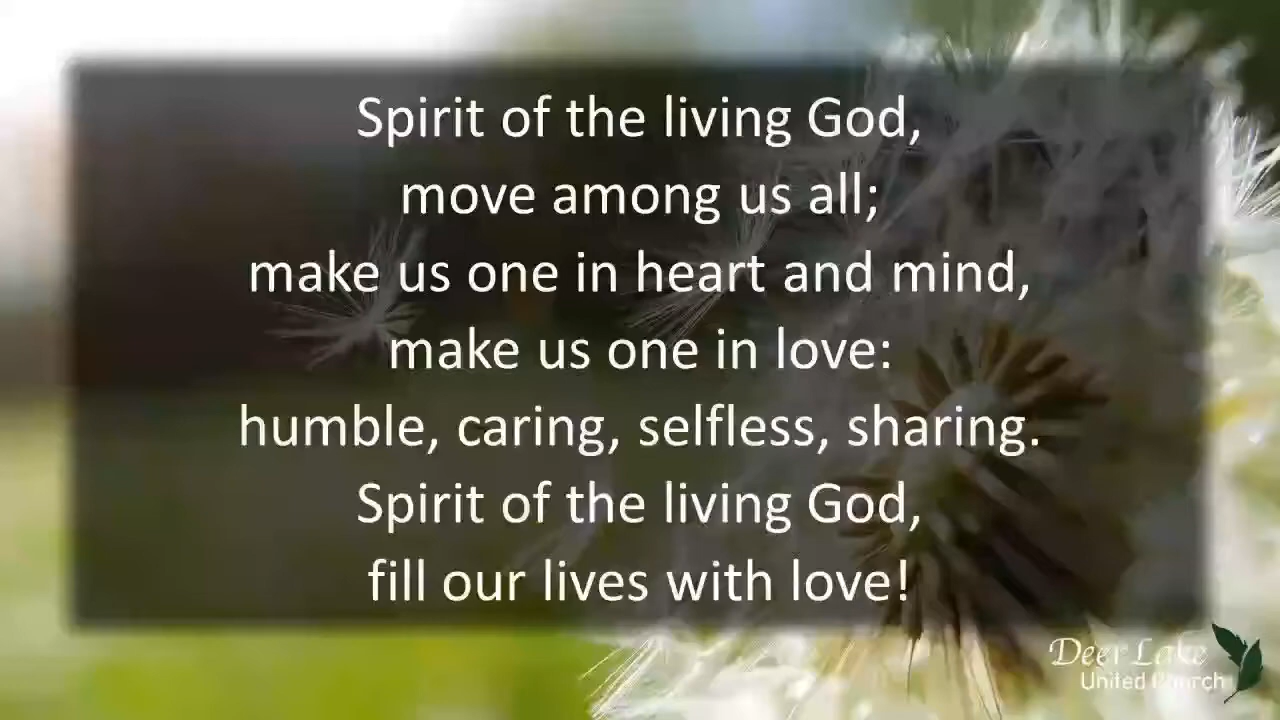 Spirit of the living God,
move among us all;
make us one in heart and mind,
make us one in love:
humble, caring, selfless, sharing.
Spirit of the living God,
fill our lives with love!
Deer Lake
United Church